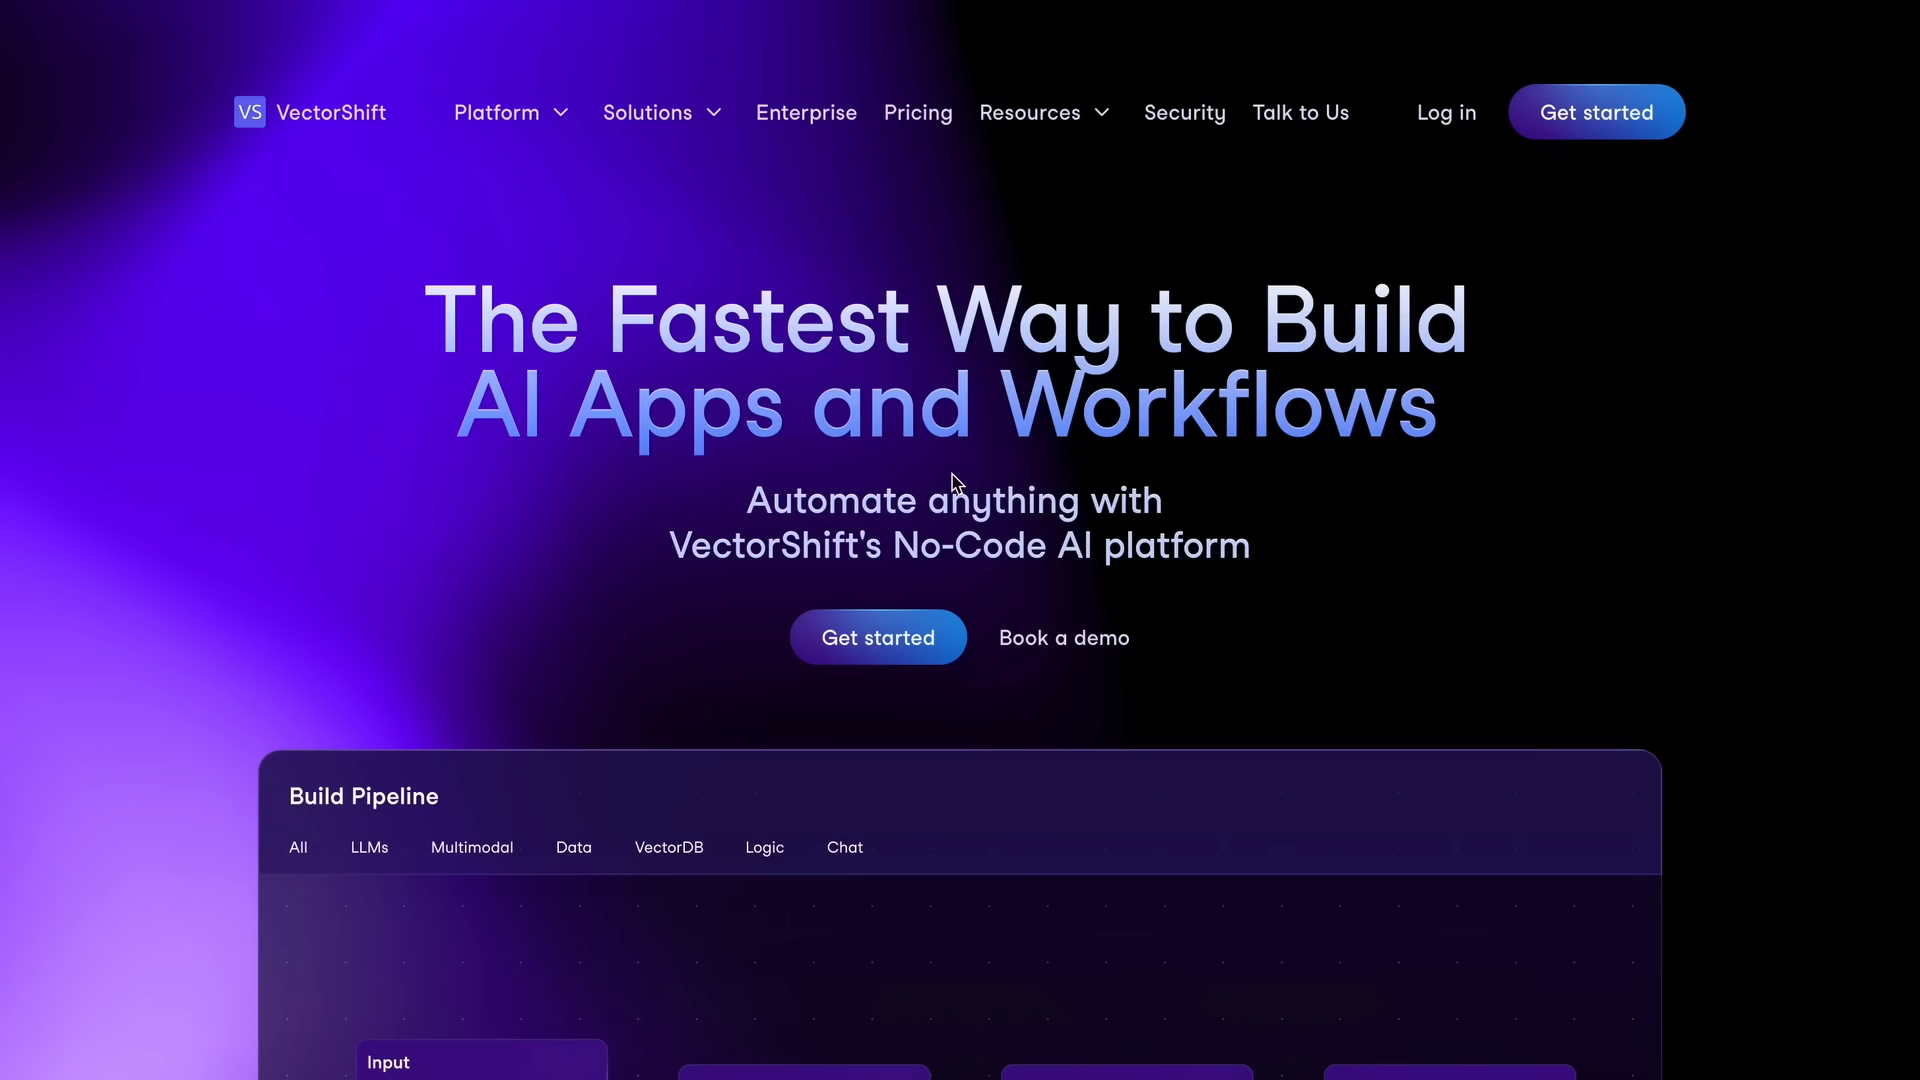 VS VectorShift Platform Solutions Enterprise Pricing Resources Security Talk to Us Log in Get started
The Fastest Way to Build
AI Apps and Workflows
Automate anything with
VectorShift's No-Code AI platform
Get started Book a demo
Build Pipeline
All LLMs Multimodal Data VectorDB Logic Chat
Input